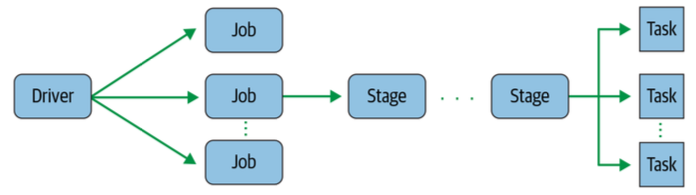 Job
Task
Driver
Job
Stage
. . .
Stage
Task
Job
Task